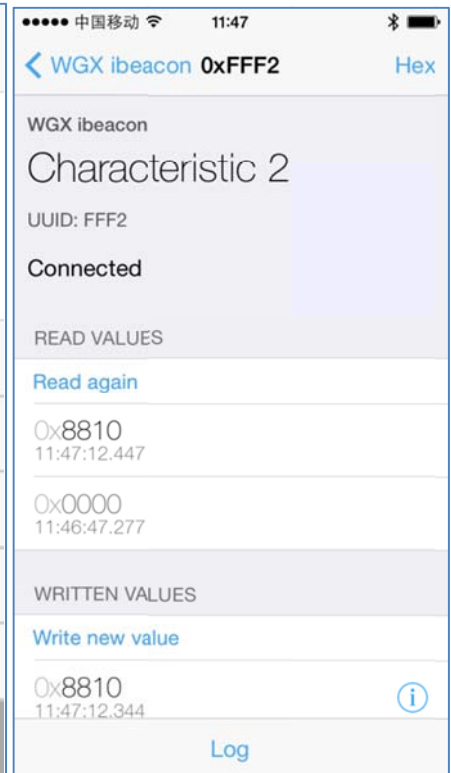 中国移动 11:47
WGX ibeacon 0xFFF2 Hex
WGX ibeacon
Characteristic 2
UUID: FFF2
Connected
READ VALUES
Read again
0x8810
11:47:12.447
0x0000
11:46:47.277
WRITTEN VALUES
Write new value
0x8810
11:47:12.344
Log